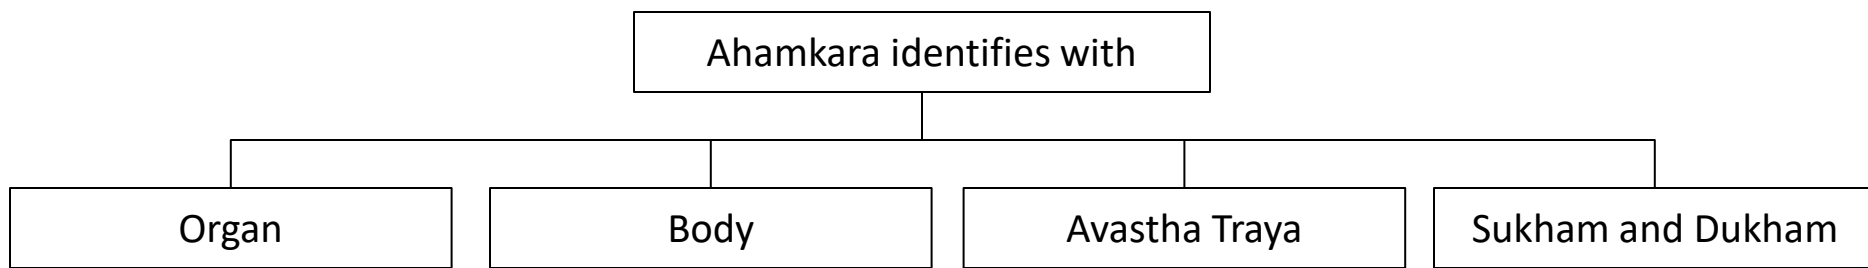 Ahamkara identifies with
Organ
Body
Avastha Traya
Sukham and Dukham